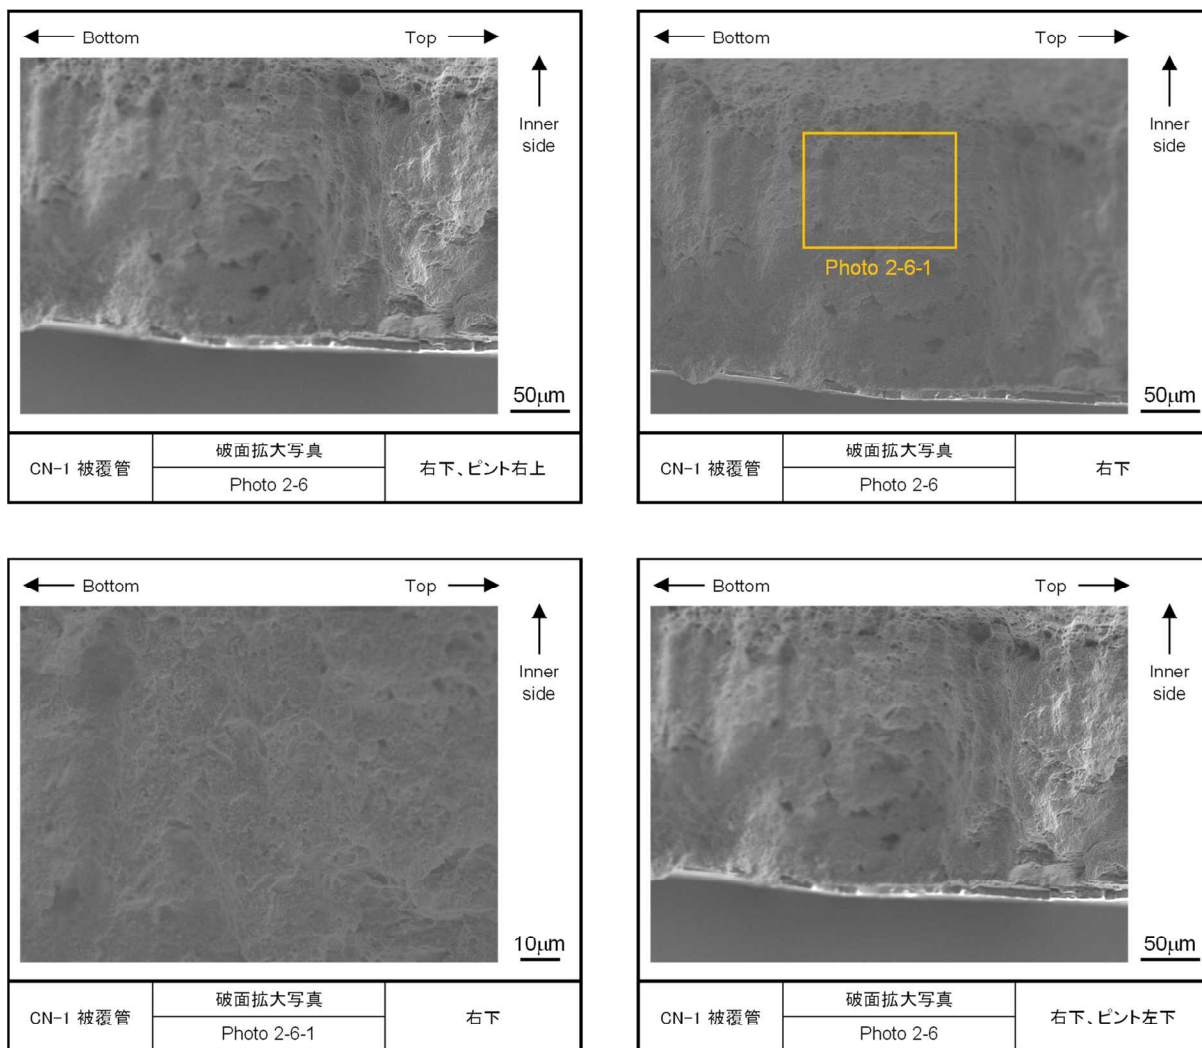 Bottom
Top
Inner
side
50μm
CN-1 被覆管
破面拡大写真
Photo 2-6
右下、ピント右上
Bottom
Top
Inner
side
Photo 2-6-1
50μm
CN-1 被覆管
破面拡大写真
Photo 2-6
右下
Bottom
Top
Inner
side
10μm
CN-1 被覆管
破面拡大写真
Photo 2-6-1
右下
Bottom
Top
Inner
side
50μm
CN-1 被覆管
破面拡大写真
Photo 2-6
右下、ピント左下